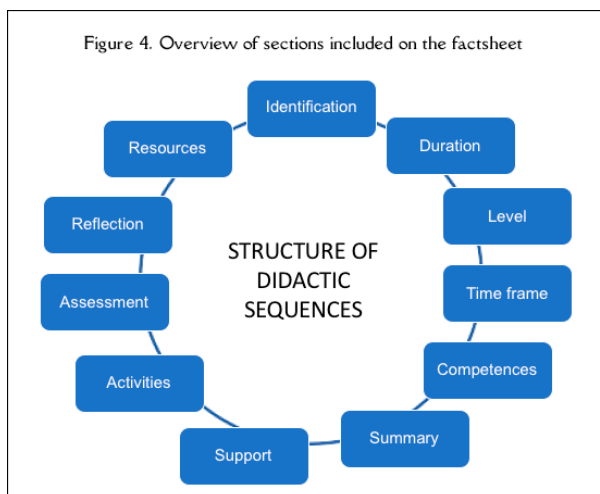 Figure 4. Overview of sections included on the factsheet
Identification
Duration
Level
Time frame
Competences
Summary
Support
Activities
Assessment
Reflection
Resources
STRUCTURE OF
DIDACTIC
SEQUENCES